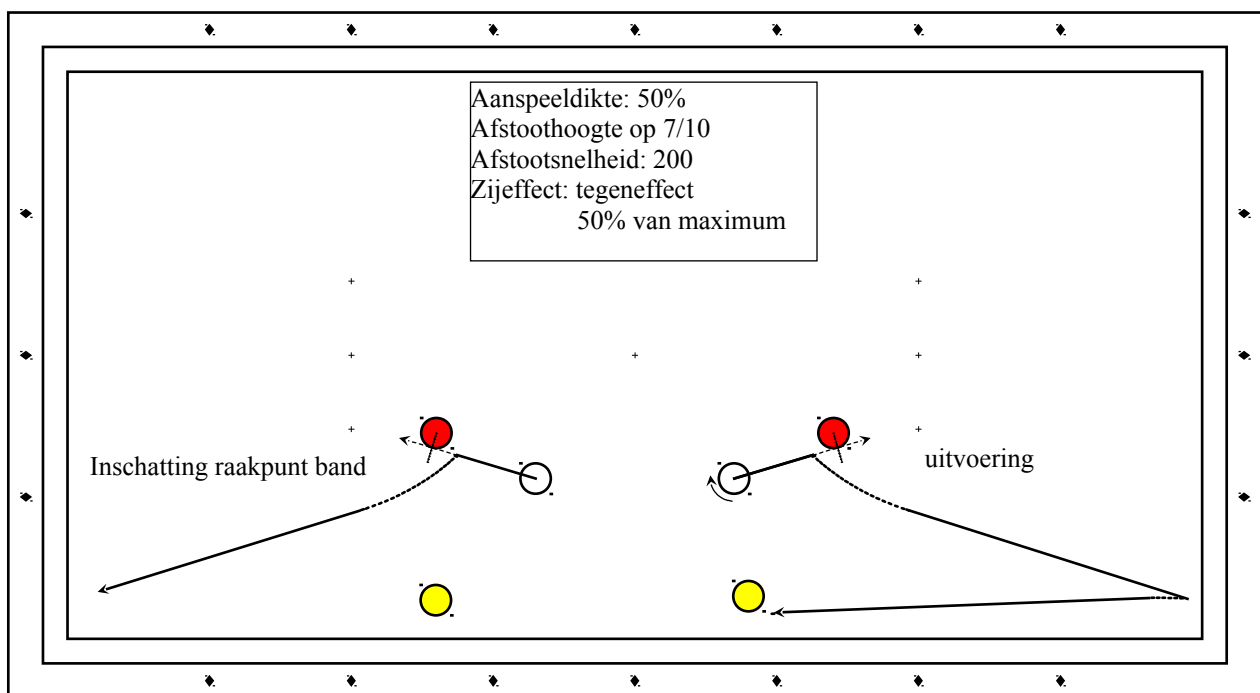 Aanspeeldikte: 50%
Afstoothoogte op 7/10
Afstootsnelheid: 200
Zijeffect: tegeneffect
50% van maximum
Inschatting raakpunt band
uitvoering